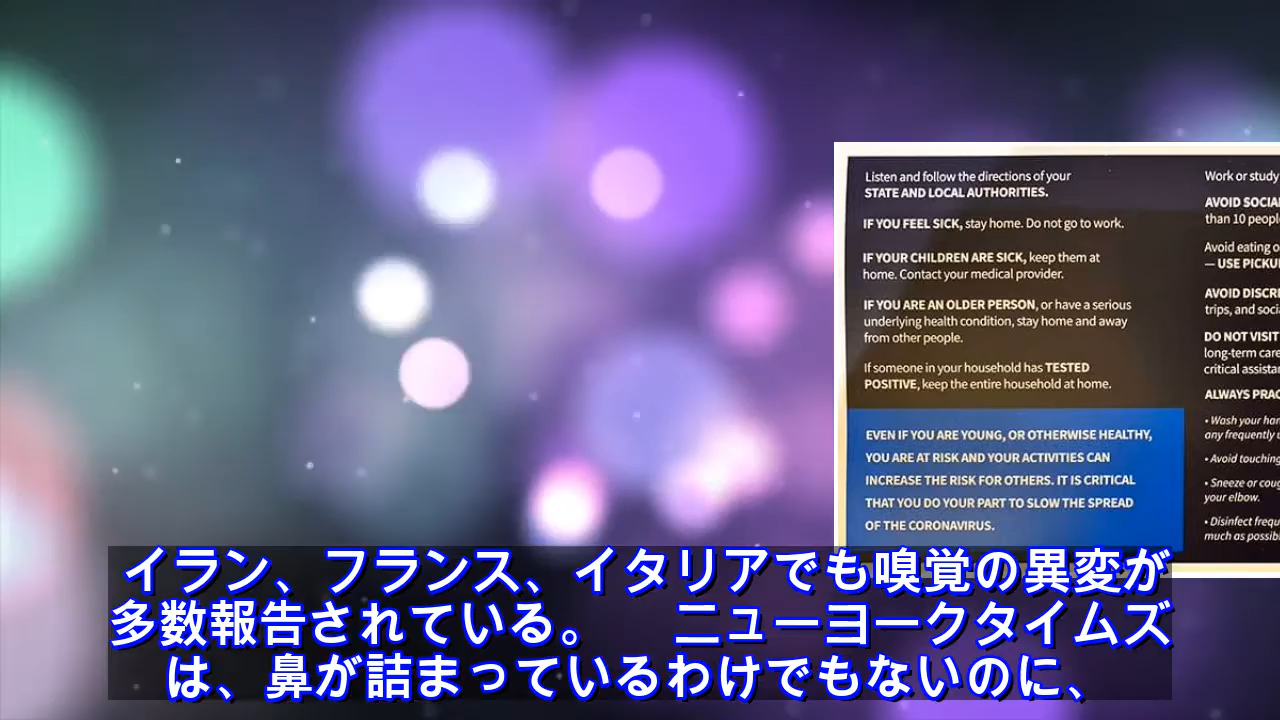 Listen and follow the directions of your
STATE AND LOCAL AUTHORITIES.
IF YOU FEEL SICK, stay home. Do not go to work.
IF YOUR CHILDREN ARE SICK, keep them at
home. Contact your medical provider.
IF YOU ARE AN OLDER PERSON, or have a serious
underlying health condition, stay home and away
from other people.
If someone in your household has TESTED
POSITIVE, keep the entire household at home.
EVEN IF YOU ARE YOUNG, OR OTHERWISE HEALTHY,
YOU ARE AT RISK AND YOUR ACTIVITIES CAN
INCREASE THE RISK FOR OTHERS. IT IS CRITICAL
THAT YOU DO YOUR PART TO SLOW THE SPREAD
OF THE CORONAVIRUS.
Work or study
AVOID
than 10
Avoid eating
— USE
AVOID
trips, and
DO NOT VISIT
long-term care
critical
ALWAYS
• Wash your
any frequently
• Avoid touching
• Sneeze or
your elbow.
• Disinfect
much as
イラン、フランス、イタリアでも嗅覚の異変が
多数報告されている。 ニューヨークタイムズ
は、鼻が詰まっているわけでもないのに、